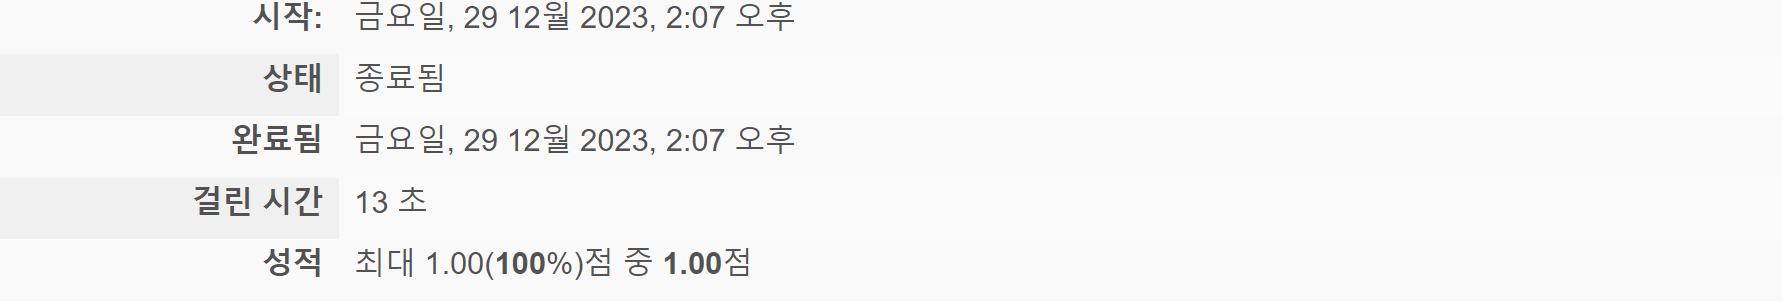 시작: 금요일, 29 12월 2023, 2:07 오후
상태 종료됨
완료됨 금요일, 29 12월 2023, 2:07 오후
걸린 시간 13 초
성적 최대 1.00(100%)점 중 1.00점